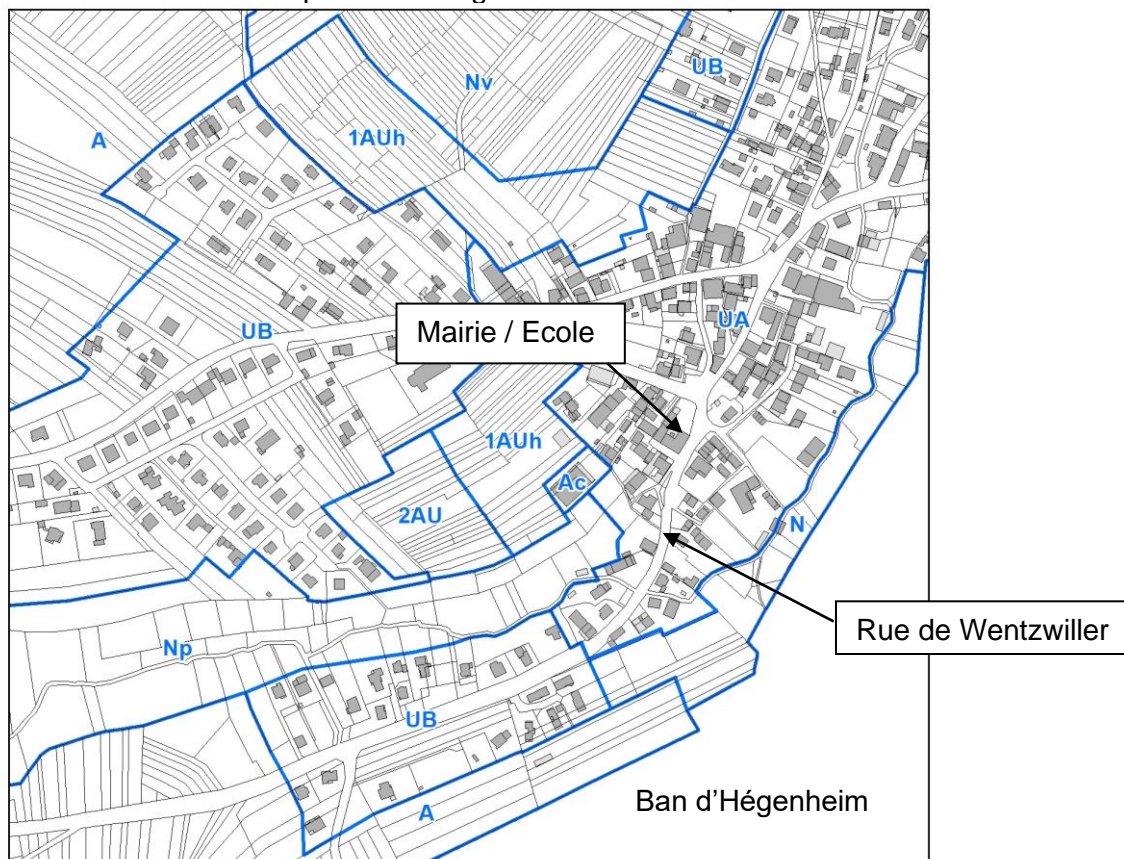 UB
Nv
A
1AUh
UB
Mairie / Ecole
UA
1AUh
Ac
2AU
N
Rue de Wentzwiller
Np
UB
Ban d'Hégenheim
A